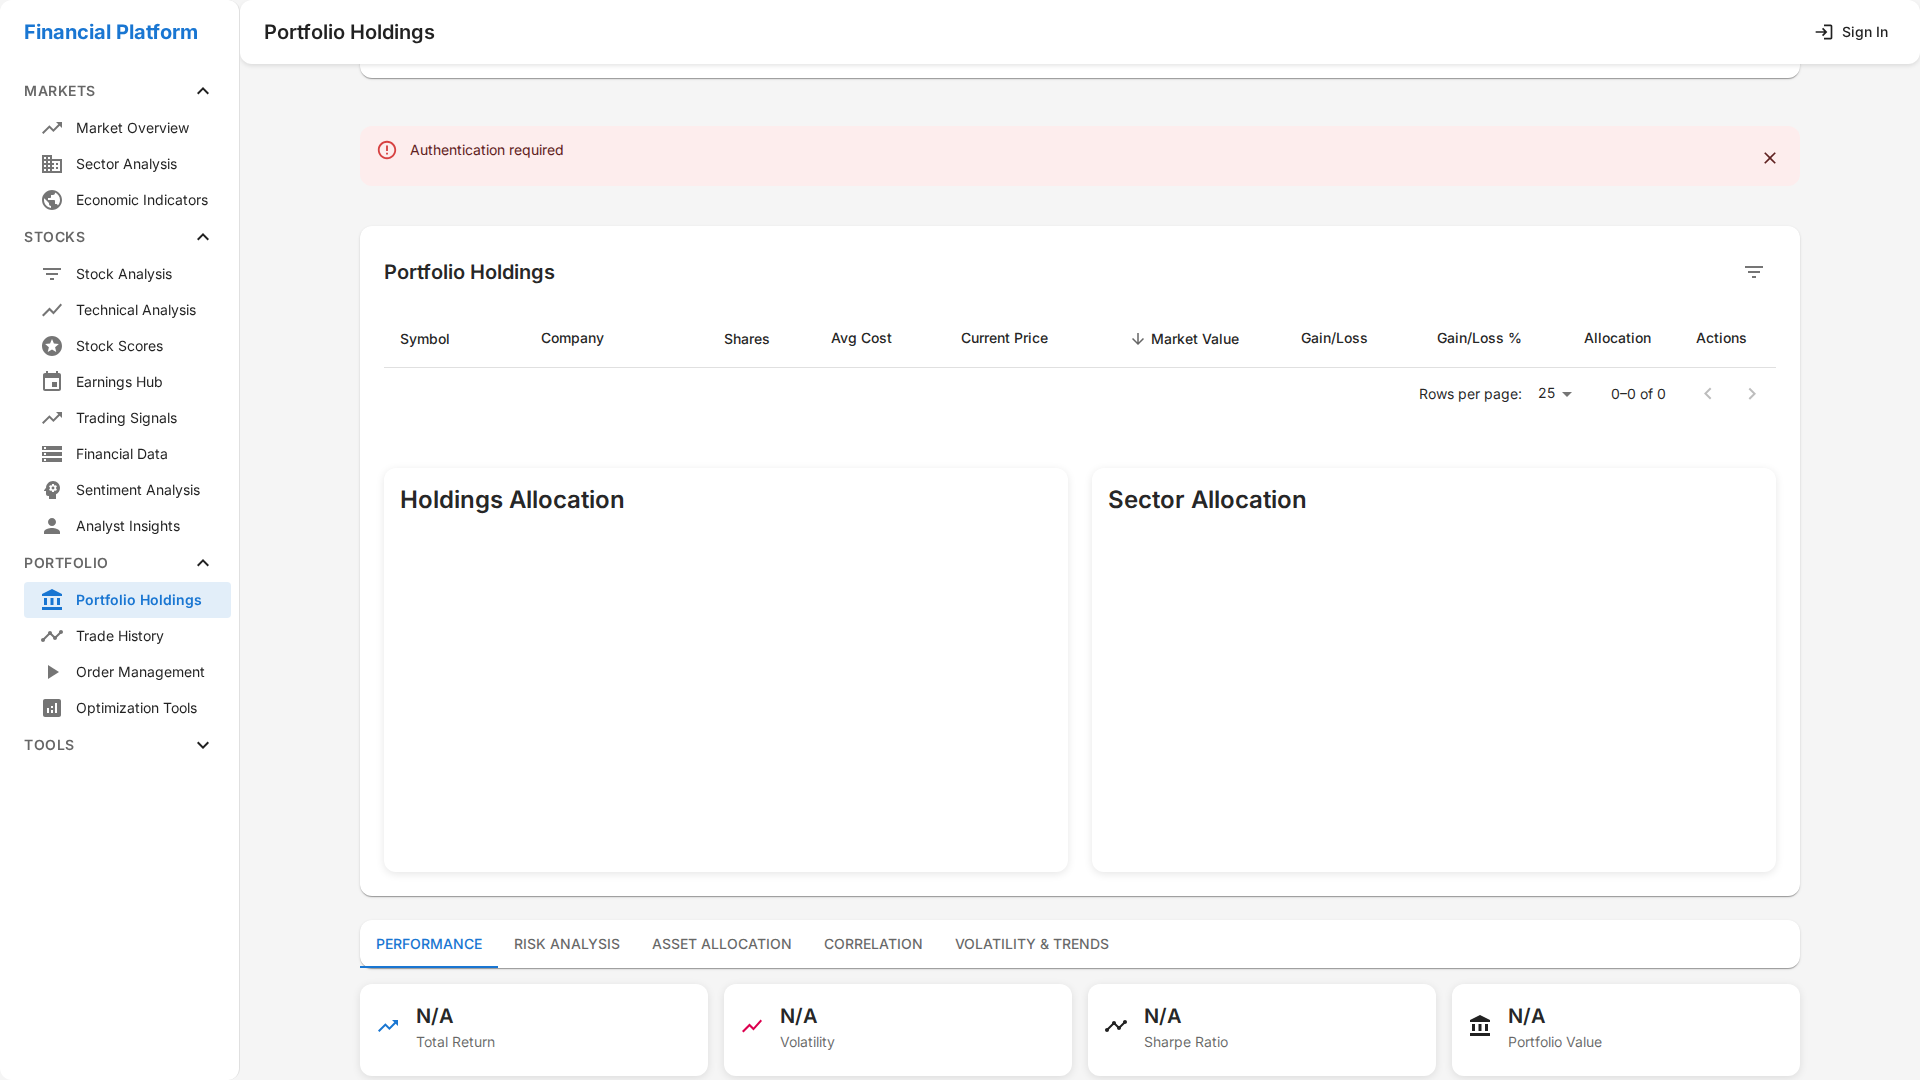 Financial Platform
Portfolio Holdings
Sign In
MARKETS
Market Overview
Sector Analysis
Economic Indicators
STOCKS
Stock Analysis
Technical Analysis
Stock Scores
Earnings Hub
Trading Signals
Financial Data
Sentiment Analysis
Analyst Insights
PORTFOLIO
Portfolio Holdings
Trade History
Order Management
Optimization Tools
TOOLS
Authentication required
Portfolio Holdings
Symbol Company Shares Avg Cost Current Price Market Value Gain/Loss Gain/Loss % Allocation Actions
Rows per page: 25 0–0 of 0
Holdings Allocation
Sector Allocation
PERFORMANCE RISK ANALYSIS ASSET ALLOCATION CORRELATION VOLATILITY & TRENDS
N/A
Total Return
N/A
Volatility
N/A
Sharpe Ratio
N/A
Portfolio Value